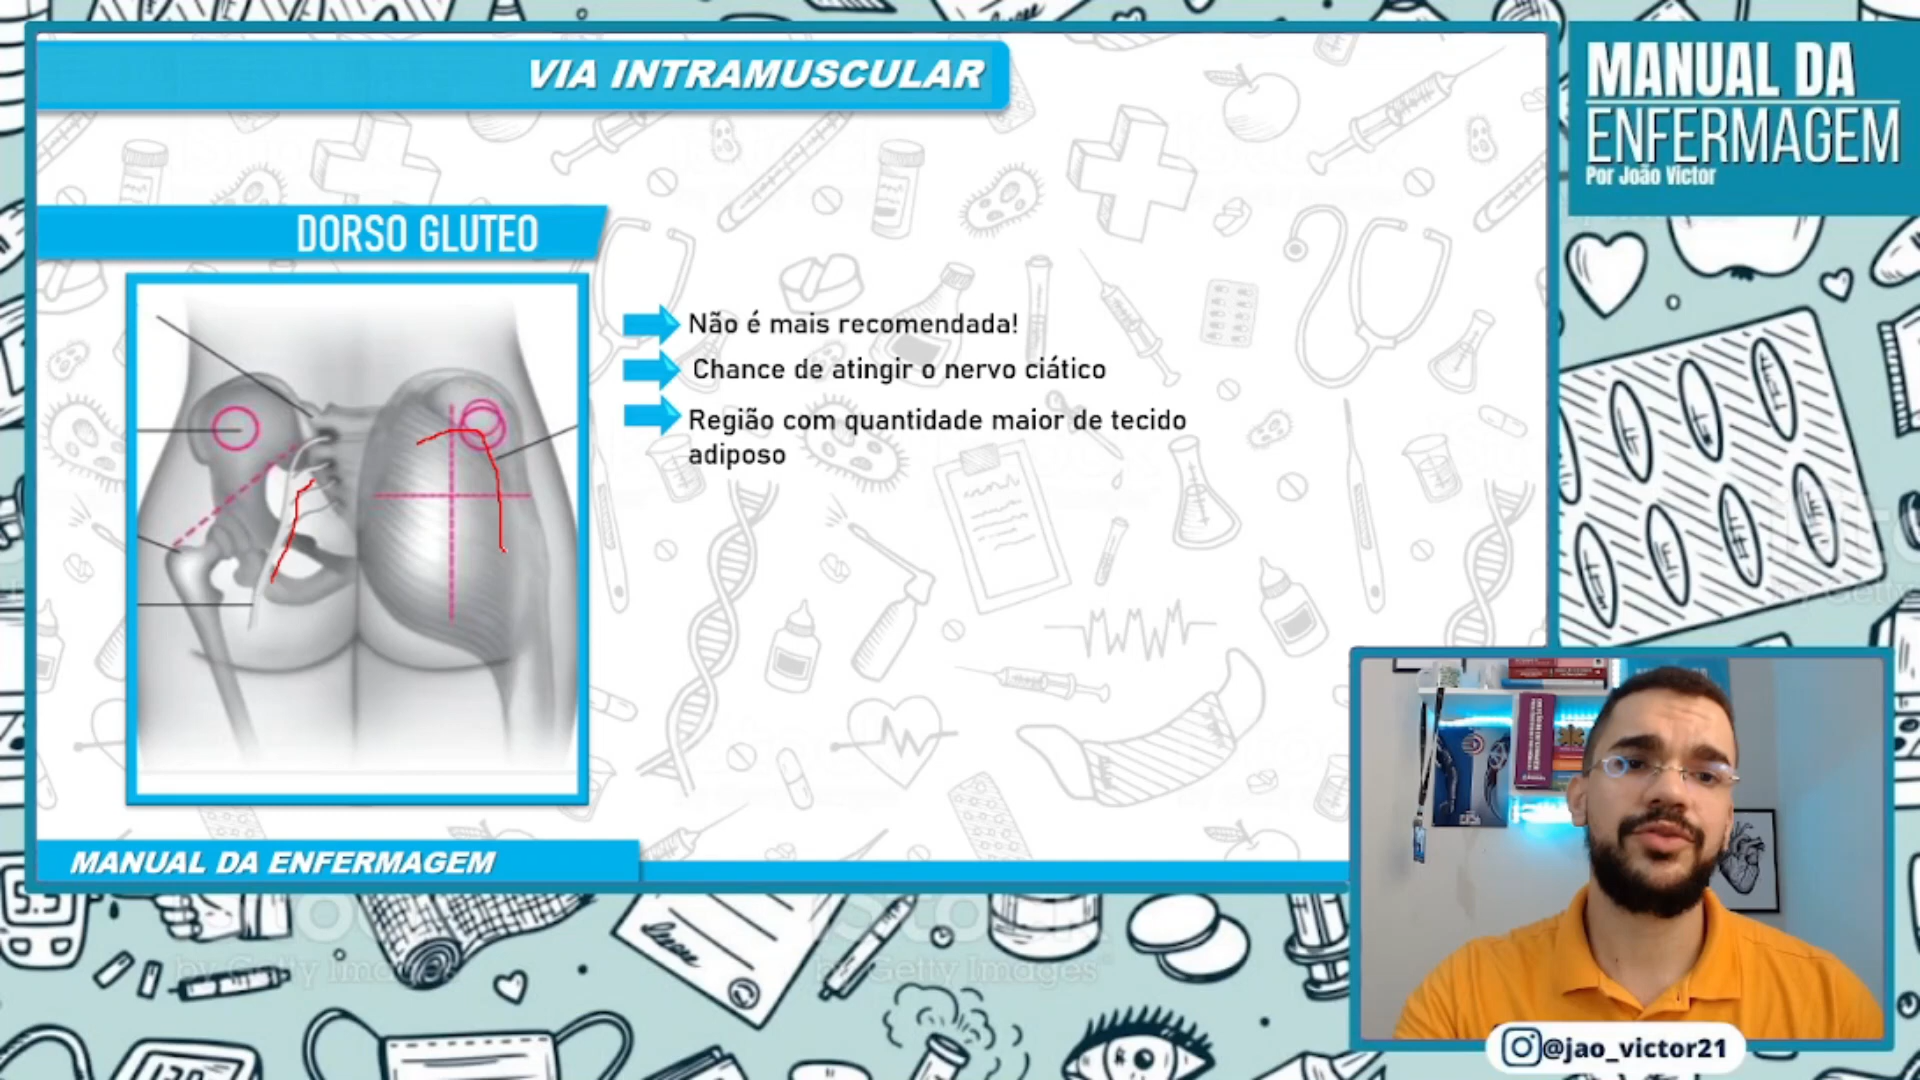 VIA INTRAMUSCULAR
MANUAL DA
ENFERMAGEM
Por João Victor
DORSO GLUTEO
Não é mais recomendada!
Chance de atingir o nervo ciático
Região com quantidade maior de tecido
adiposo
MANUAL DA ENFERMAGEM
@jao_victor21